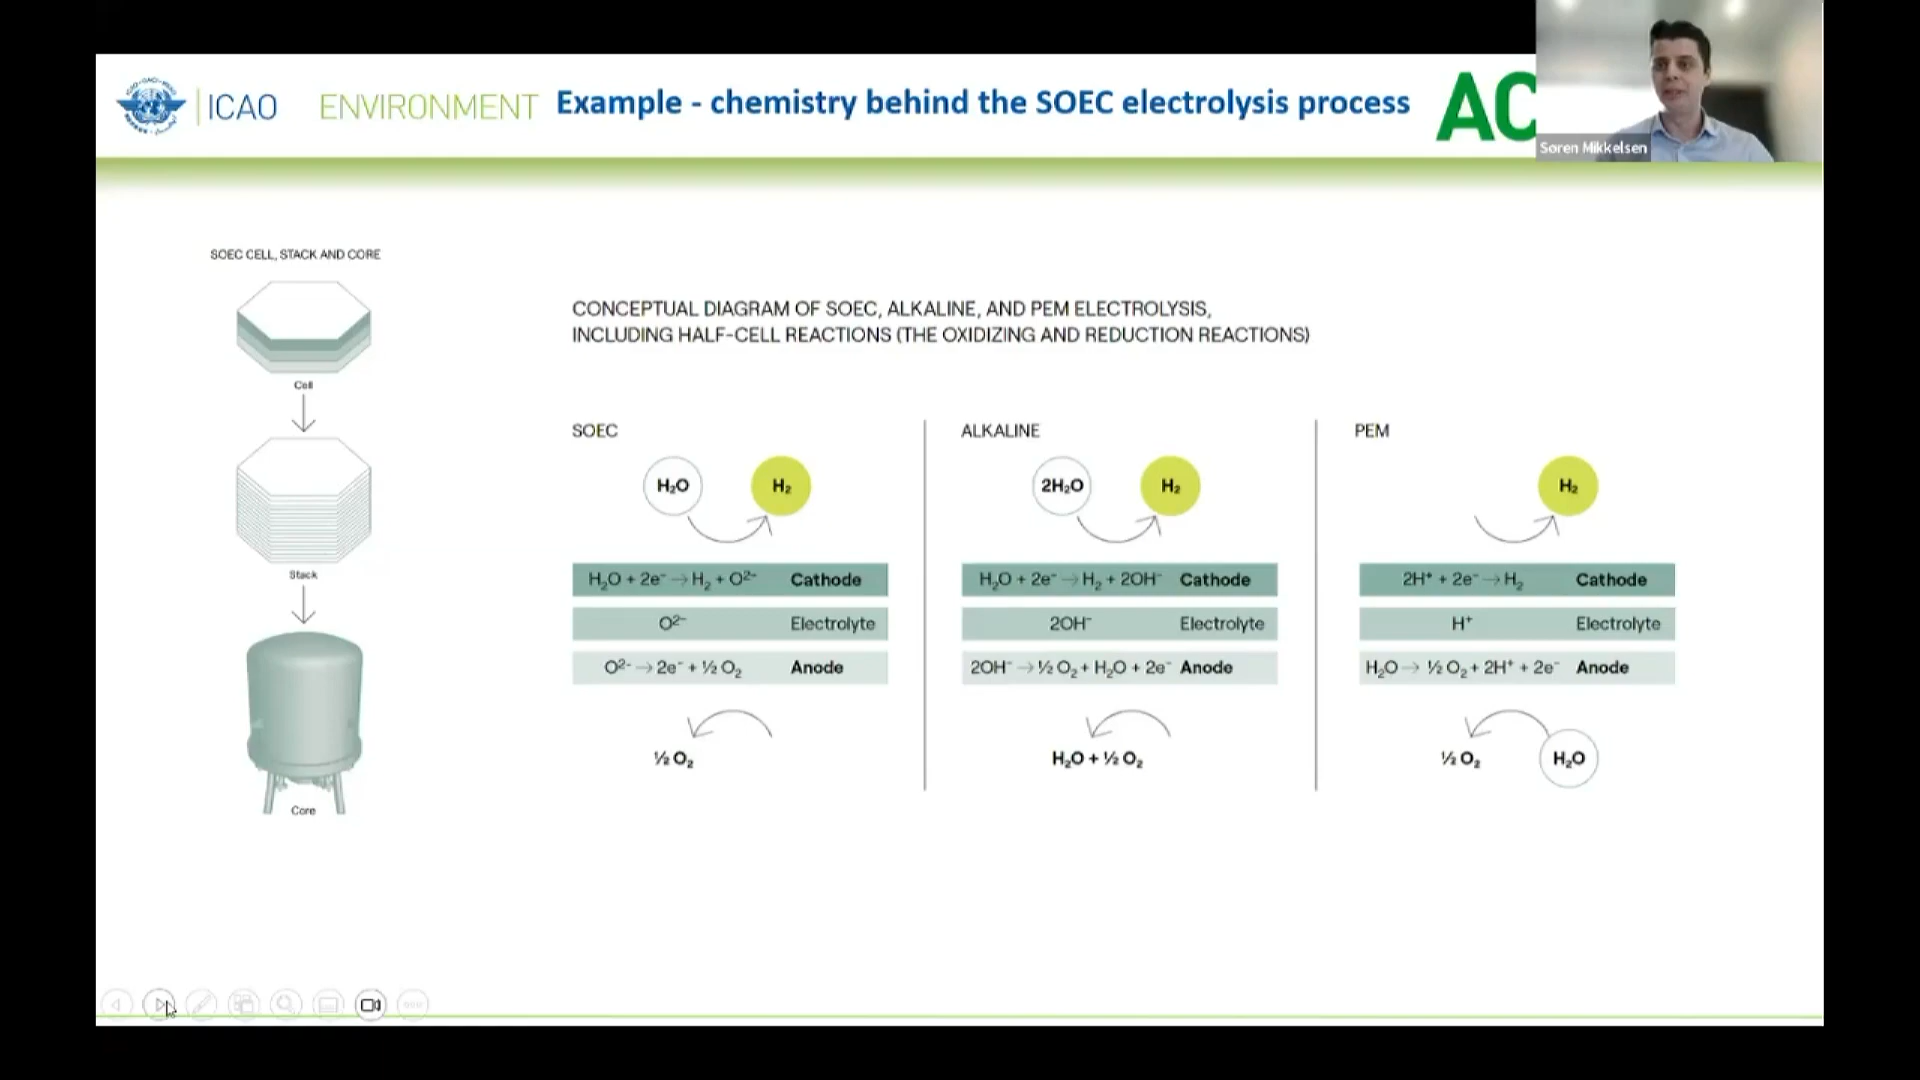 ICAO ENVIRONMENT Example - chemistry behind the SOEC electrolysis process AC
Søren Mikkelsen
SOEC CELL, STACK AND CORE
Cell
Stack
Core
CONCEPTUAL DIAGRAM OF SOEC, ALKALINE, AND PEM ELECTROLYSIS,
INCLUDING HALF-CELL REACTIONS (THE OXIDIZING AND REDUCTION REACTIONS)
SOEC
H₂O H₂
H₂O + 2e⁻ → H₂ + O²⁻ Cathode
O²⁻ Electrolyte
O²⁻ → 2e⁻ + ½ O₂ Anode
½ O₂
ALKALINE
2H₂O H₂
H₂O + 2e⁻ → H₂ + 2OH⁻ Cathode
2OH⁻ Electrolyte
2OH⁻ → ½ O₂ + H₂O + 2e⁻ Anode
H₂O + ½ O₂
PEM
H₂
2H⁺ + 2e⁻ → H₂ Cathode
H⁺ Electrolyte
H₂O → ½ O₂ + 2H⁺ + 2e⁻ Anode
½ O₂ H₂O